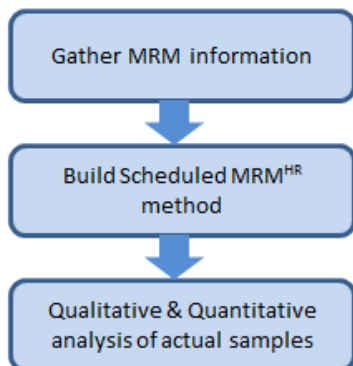 Gather MRM information
Build Scheduled MRMᴴᴿ
method
Qualitative & Quantitative
analysis of actual samples